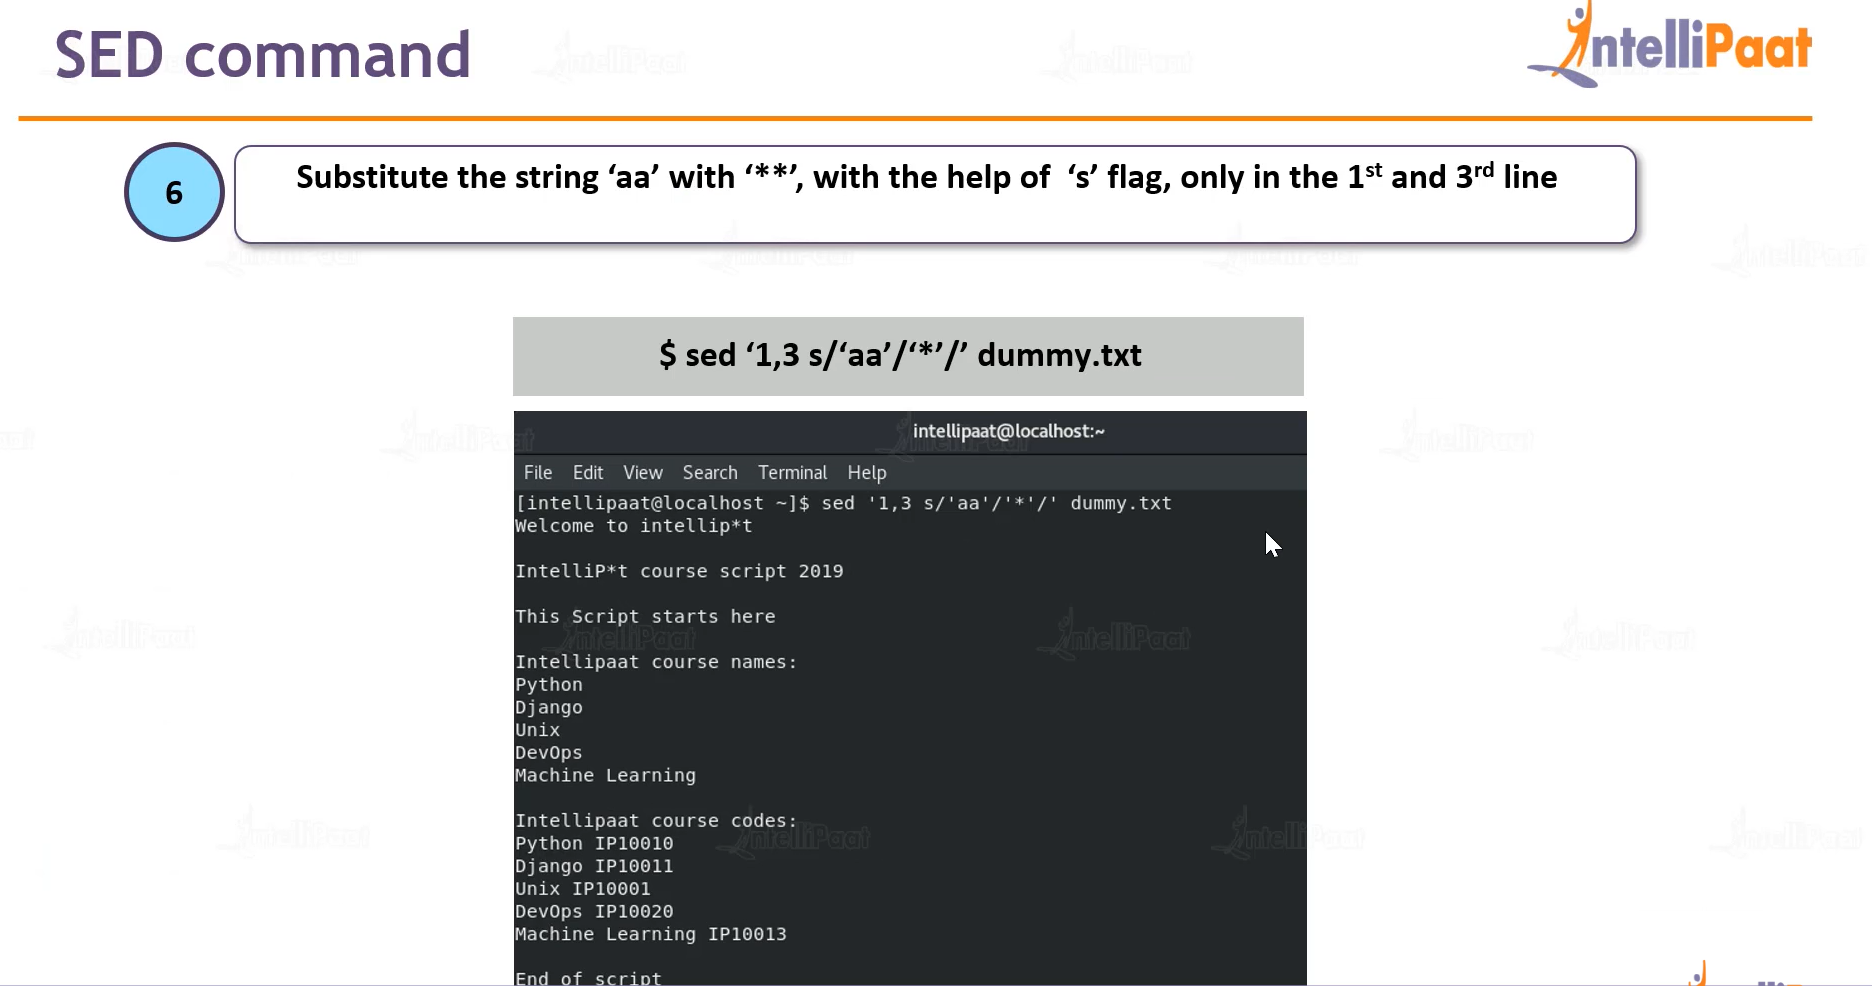 SED command
IntelliPaat
6
Substitute the string ‘aa’ with ‘**’, with the help of ‘s’ flag, only in the 1st and 3rd line
$ sed ‘1,3 s/‘aa’/‘*’/’ dummy.txt
intellipaat@localhost:~
File Edit View Search Terminal Help
[intellipaat@localhost ~]$ sed '1,3 s/'aa'/'*'/' dummy.txt
Welcome to intellip*t
IntelliP*t course script 2019
This Script starts here
Intellipaat course names:
Python
Django
Unix
DevOps
Machine Learning
Intellipaat course codes:
Python IP10010
Django IP10011
Unix IP10001
DevOps IP10020
Machine Learning IP10013
End of script